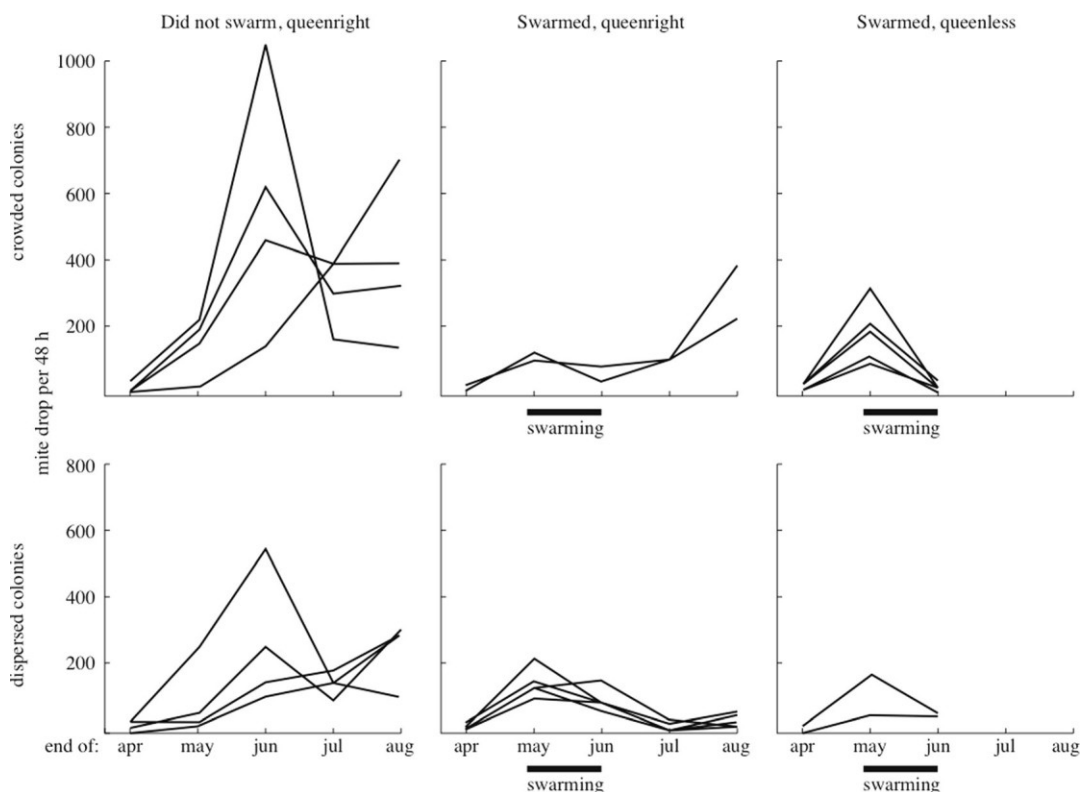 Did not swarm, queenright
Swarmed, queenright
Swarmed, queenless
mite drop per 48 h
crowded colonies
1000
800
600
400
200
swarming
swarming
dispersed colonies
800
600
400
200
end of: apr may jun jul aug
apr may jun jul aug
apr may jun jul aug
swarming
swarming